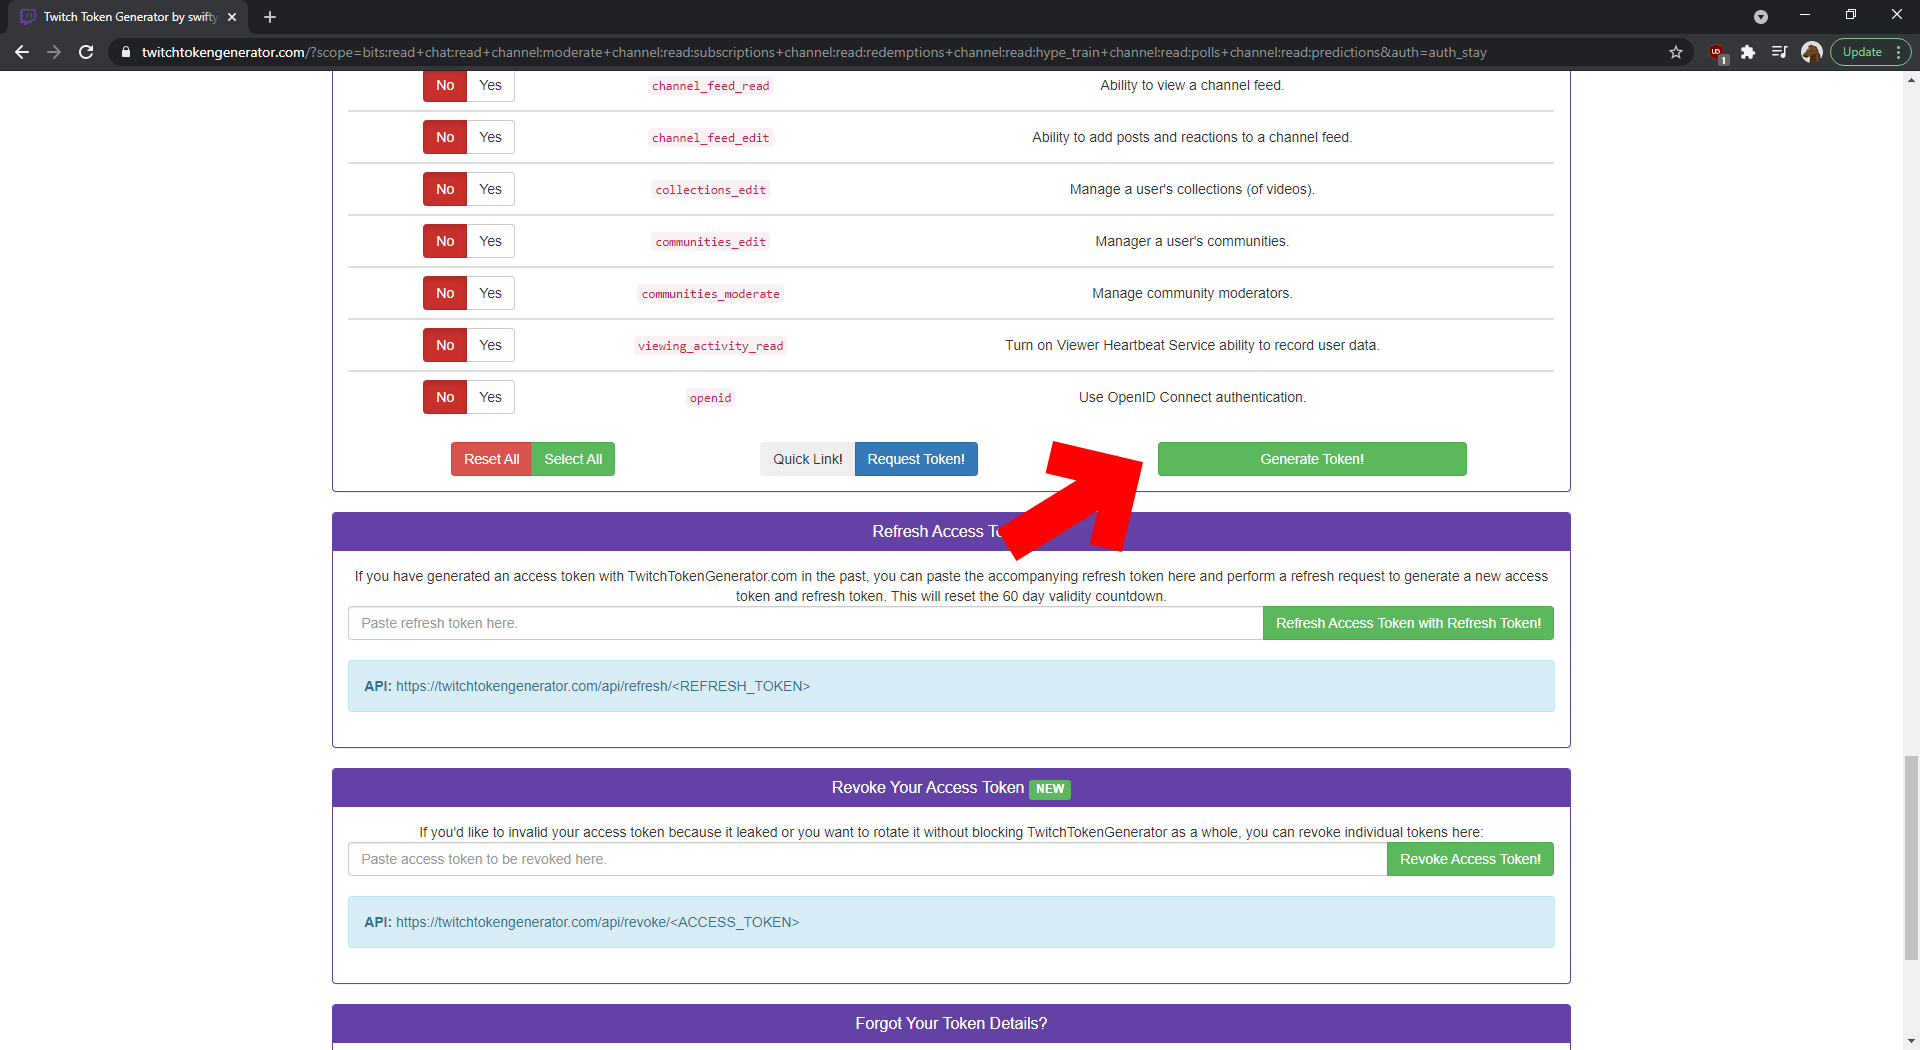 Twitch Token Generator by swifty
twitchtokengenerator.com/?scope=bits:read+chat:read+channel:moderate+channel:read:subscriptions+channel:read:redemptions+channel:read:hype_train+channel:read:polls+channel:read:predictions&auth=auth_stay
UD 1
Update
No Yes channel_feed_read Ability to view a channel feed.
No Yes channel_feed_edit Ability to add posts and reactions to a channel feed.
No Yes collections_edit Manage a user's collections (of videos).
No Yes communities_edit Manager a user's communities.
No Yes communities_moderate Manage community moderators.
No Yes viewing_activity_read Turn on Viewer Heartbeat Service ability to record user data.
No Yes openid Use OpenID Connect authentication.
Reset All Select All Quick Link! Request Token! Generate Token!
Refresh Access To
If you have generated an access token with TwitchTokenGenerator.com in the past, you can paste the accompanying refresh token here and perform a refresh request to generate a new access
token and refresh token. This will reset the 60 day validity countdown.
Paste refresh token here. Refresh Access Token with Refresh Token!
API: https://twitchtokengenerator.com/api/refresh/<REFRESH_TOKEN>
Revoke Your Access Token NEW
If you'd like to invalid your access token because it leaked or you want to rotate it without blocking TwitchTokenGenerator as a whole, you can revoke individual tokens here:
Paste access token to be revoked here. Revoke Access Token!
API: https://twitchtokengenerator.com/api/revoke/<ACCESS_TOKEN>
Forgot Your Token Details?